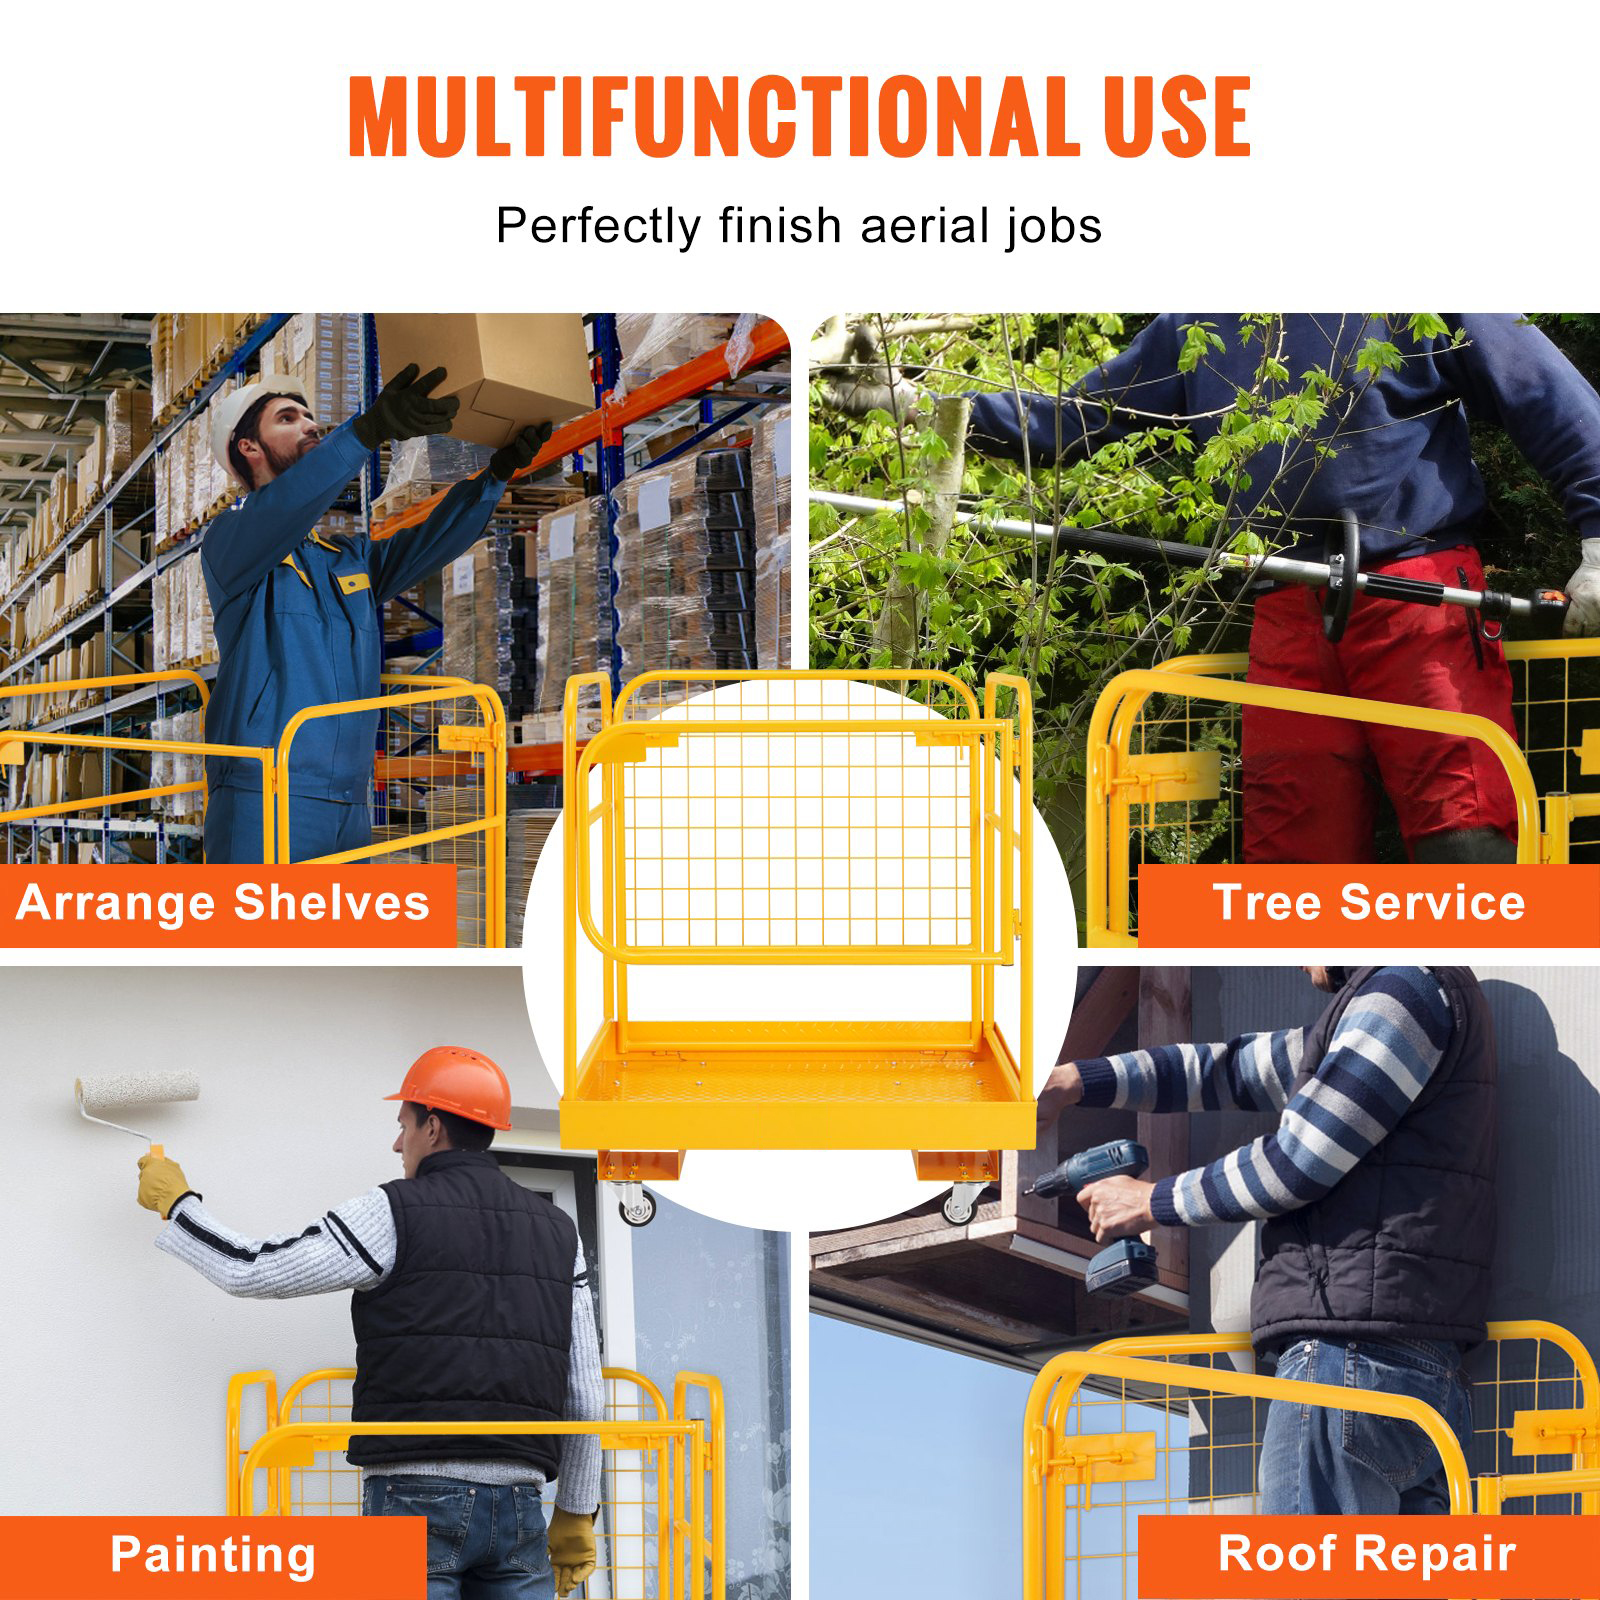 MULTIFUNCTIONAL USE
Perfectly finish aerial jobs
Arrange Shelves
Tree Service
Painting
Roof Repair